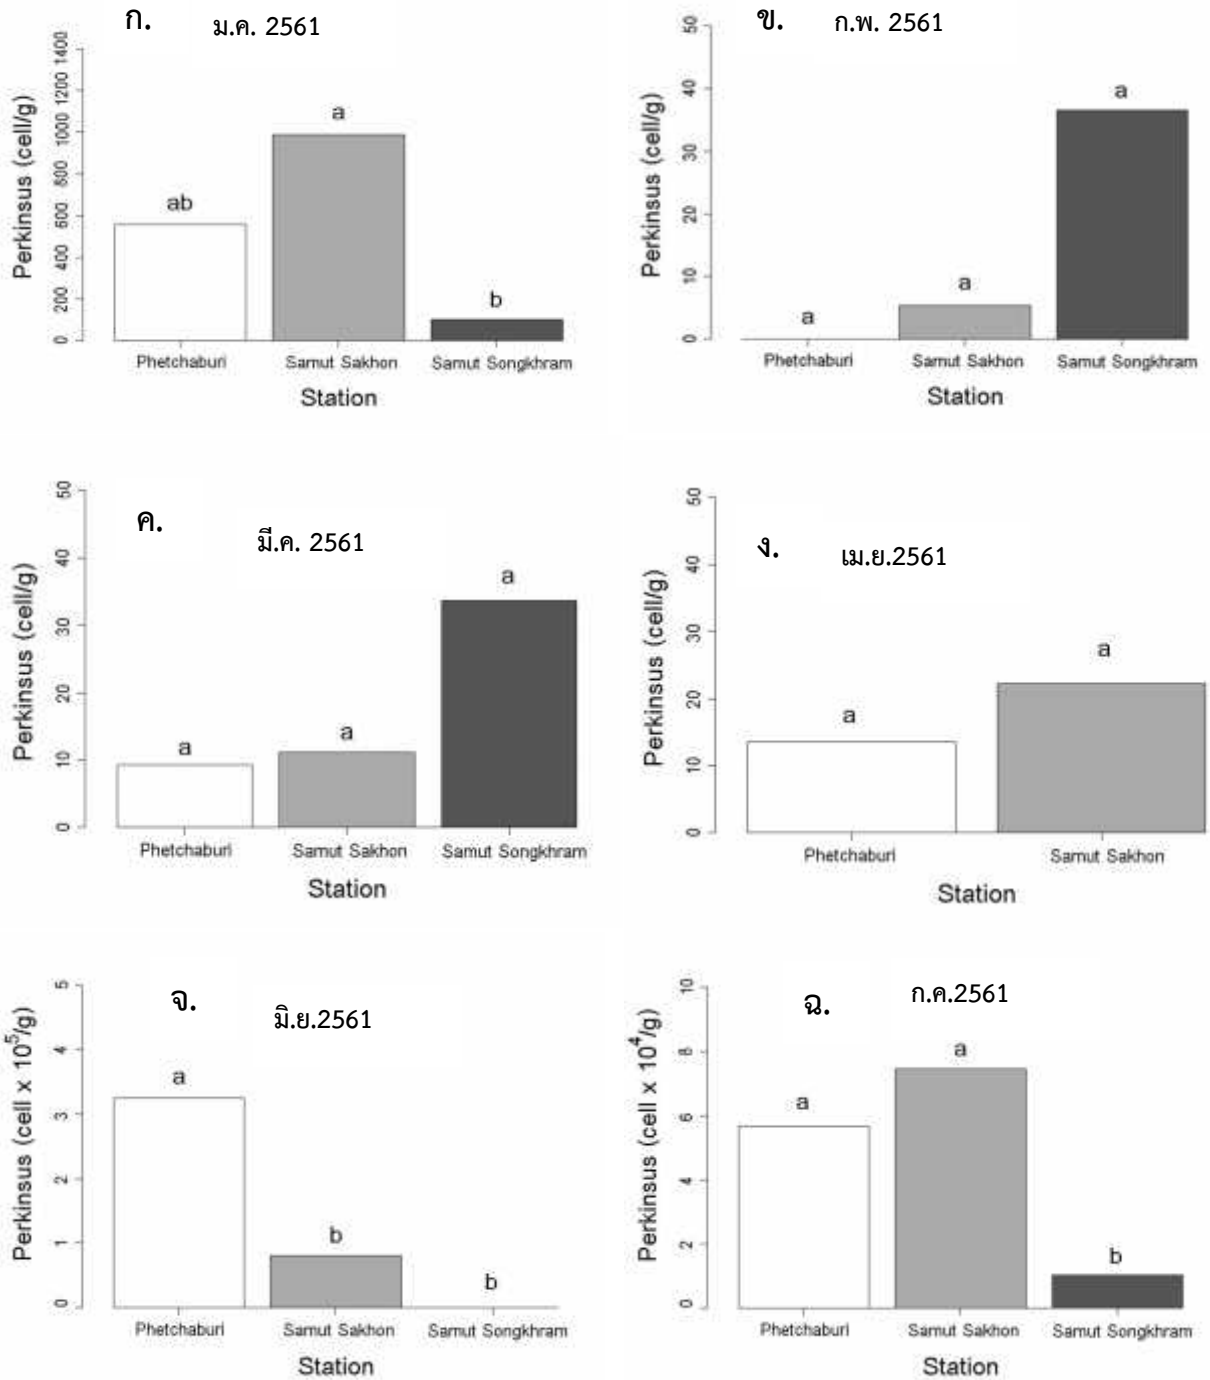 ก. ม.ค. 2561
Perkinsus (cell/g)
1400
1200
1000
800
600
400
200
0
ab
a
b
Phetchaburi Samut Sakhon Samut Songkhram
Station
ข. ก.พ. 2561
Perkinsus (cell/g)
50
40
30
20
10
0
a
a
a
Phetchaburi Samut Sakhon Samut Songkhram
Station
ค. มี.ค. 2561
Perkinsus (cell/g)
50
40
30
20
10
0
a
a
a
Phetchaburi Samut Sakhon Samut Songkhram
Station
ง. เม.ย.2561
Perkinsus (cell/g)
50
40
30
20
10
0
a
a
Phetchaburi Samut Sakhon
Station
จ. มิ.ย.2561
Perkinsus (cell x 10⁵/g)
5
4
3
2
1
0
a
b
b
Phetchaburi Samut Sakhon Samut Songkhram
Station
ฉ. ก.ค.2561
Perkinsus (cell x 10⁴/g)
10
8
6
4
2
0
a
a
b
Phetchaburi Samut Sakhon Samut Songkhram
Station